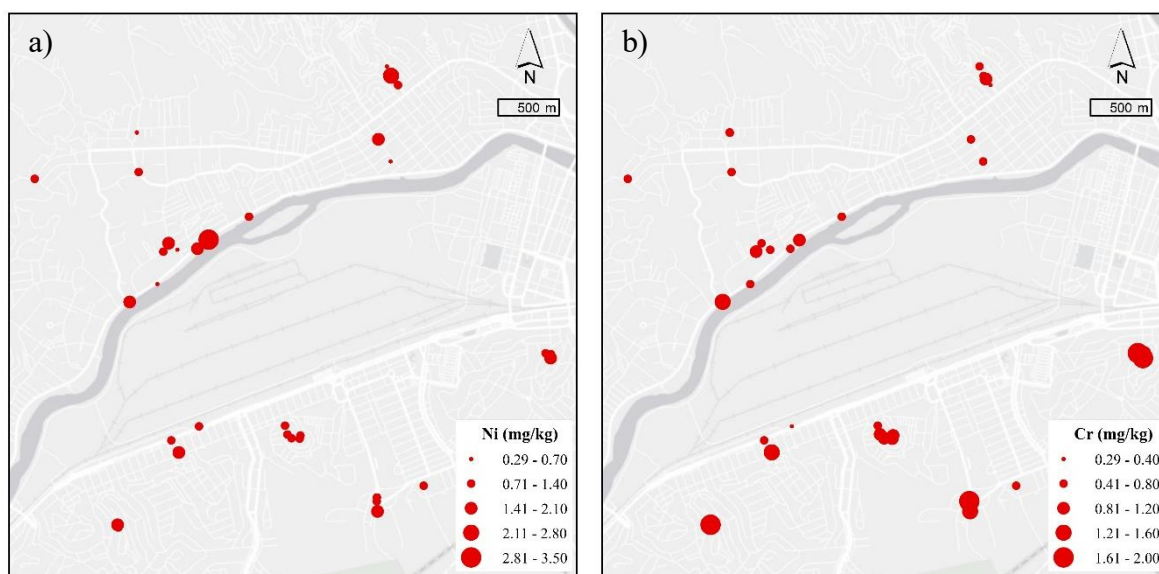 a)
N
500 m
Ni (mg/kg)
0.29 - 0.70
0.71 - 1.40
1.41 - 2.10
2.11 - 2.80
2.81 - 3.50
b)
N
500 m
Cr (mg/kg)
0.29 - 0.40
0.41 - 0.80
0.81 - 1.20
1.21 - 1.60
1.61 - 2.00